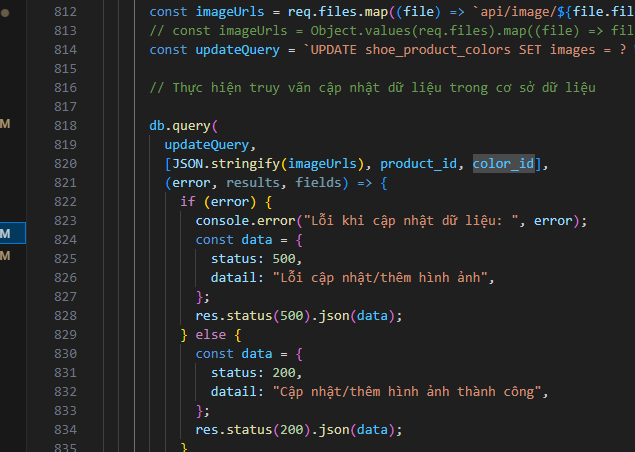 812 const imageUrls = req.files.map((file) => `api/image/${file.fil
813 // const imageUrls = Object.values(req.files).map((file) => fil
814 const updateQuery = `UPDATE shoe_product_colors SET images = ?
815
816 // Thực hiện truy vấn cập nhật dữ liệu trong cơ sở dữ liệu
817
M 818 db.query(
819 updateQuery,
820 [JSON.stringify(imageUrls), product_id, color_id],
821 (error, results, fields) => {
822 if (error) {
823 console.error("Lỗi khi cập nhật dữ liệu: ", error);
M 824 const data = {
825 status: 500,
M 826 datail: "Lỗi cập nhật/thêm hình ảnh",
827 };
828 res.status(500).json(data);
829 } else {
830 const data = {
831 status: 200,
832 datail: "Cập nhật/thêm hình ảnh thành công",
833 };
834 res.status(200).json(data);
835 }